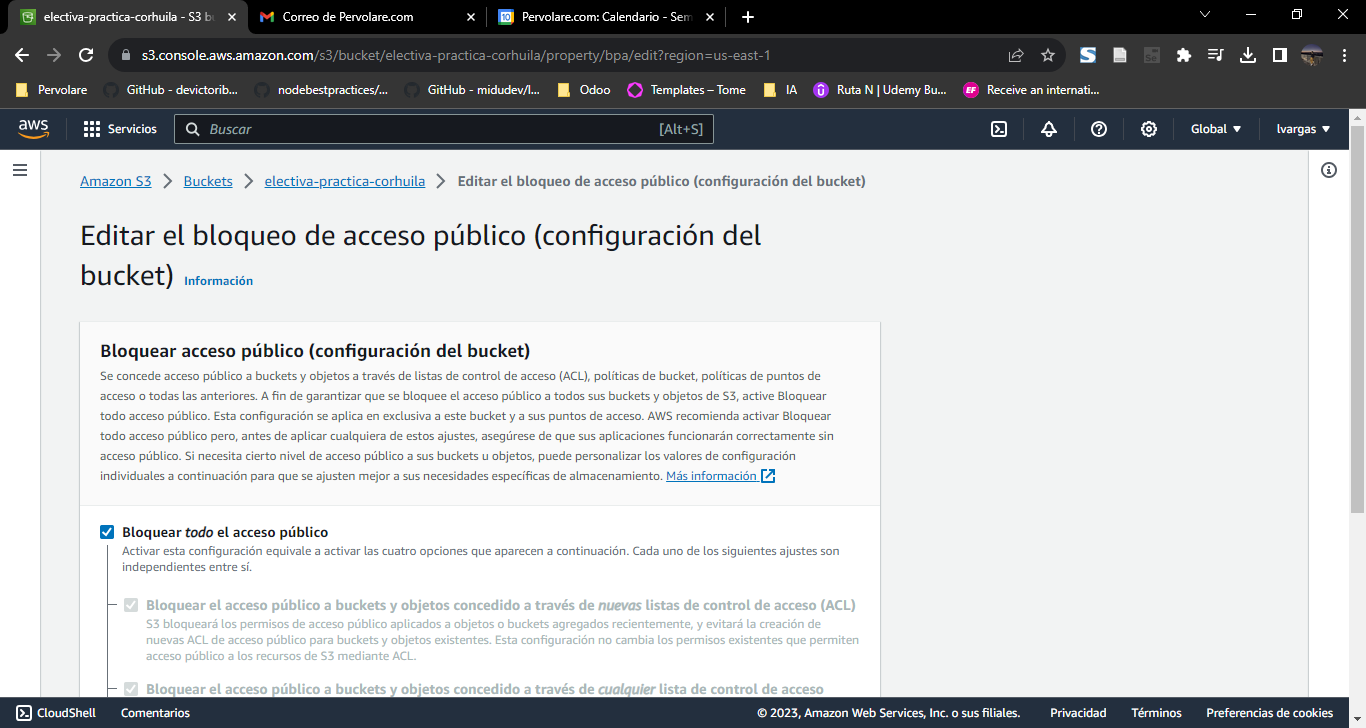 electiva-practica-corhuila - S3 bu
Correo de Pervolare.com
Pervolare.com: Calendario - Sem
s3.console.aws.amazon.com/s3/bucket/electiva-practica-corhuila/property/bpa/edit?region=us-east-1
Pervolare
GitHub - devictorib...
nodebestpractices/...
GitHub - midudev/l...
Odoo
Templates – Tome
IA
Ruta N | Udemy Bu...
EF
Receive an internati...
aws
Servicios
Buscar
[Alt+S]
Global
lvargas
Amazon S3
Buckets
electiva-practica-corhuila
Editar el bloqueo de acceso público (configuración del bucket)
Editar el bloqueo de acceso público (configuración del
bucket) Información
Bloquear acceso público (configuración del bucket)
Se concede acceso público a buckets y objetos a través de listas de control de acceso (ACL), políticas de bucket, políticas de puntos de
acceso o todas las anteriores. A fin de garantizar que se bloquee el acceso público a todos sus buckets y objetos de S3, active Bloquear
todo acceso público. Esta configuración se aplica en exclusiva a este bucket y a sus puntos de acceso. AWS recomienda activar Bloquear
todo acceso público pero, antes de aplicar cualquiera de estos ajustes, asegúrese de que sus aplicaciones funcionarán correctamente sin
acceso público. Si necesita cierto nivel de acceso público a sus buckets u objetos, puede personalizar los valores de configuración
individuales a continuación para que se ajusten mejor a sus necesidades específicas de almacenamiento. Más información
Bloquear todo el acceso público
Activar esta configuración equivale a activar las cuatro opciones que aparecen a continuación. Cada uno de los siguientes ajustes son
independientes entre sí.
Bloquear el acceso público a buckets y objetos concedido a través de nuevas listas de control de acceso (ACL)
S3 bloqueará los permisos de acceso público aplicados a objetos o buckets agregados recientemente, y evitará la creación de
nuevas ACL de acceso público para buckets y objetos existentes. Esta configuración no cambia los permisos existentes que permiten
acceso público a los recursos de S3 mediante ACL.
Bloquear el acceso público a buckets y objetos concedido a través de cualquier lista de control de acceso
CloudShell
Comentarios
© 2023, Amazon Web Services, Inc. o sus filiales.
Privacidad
Términos
Preferencias de cookies